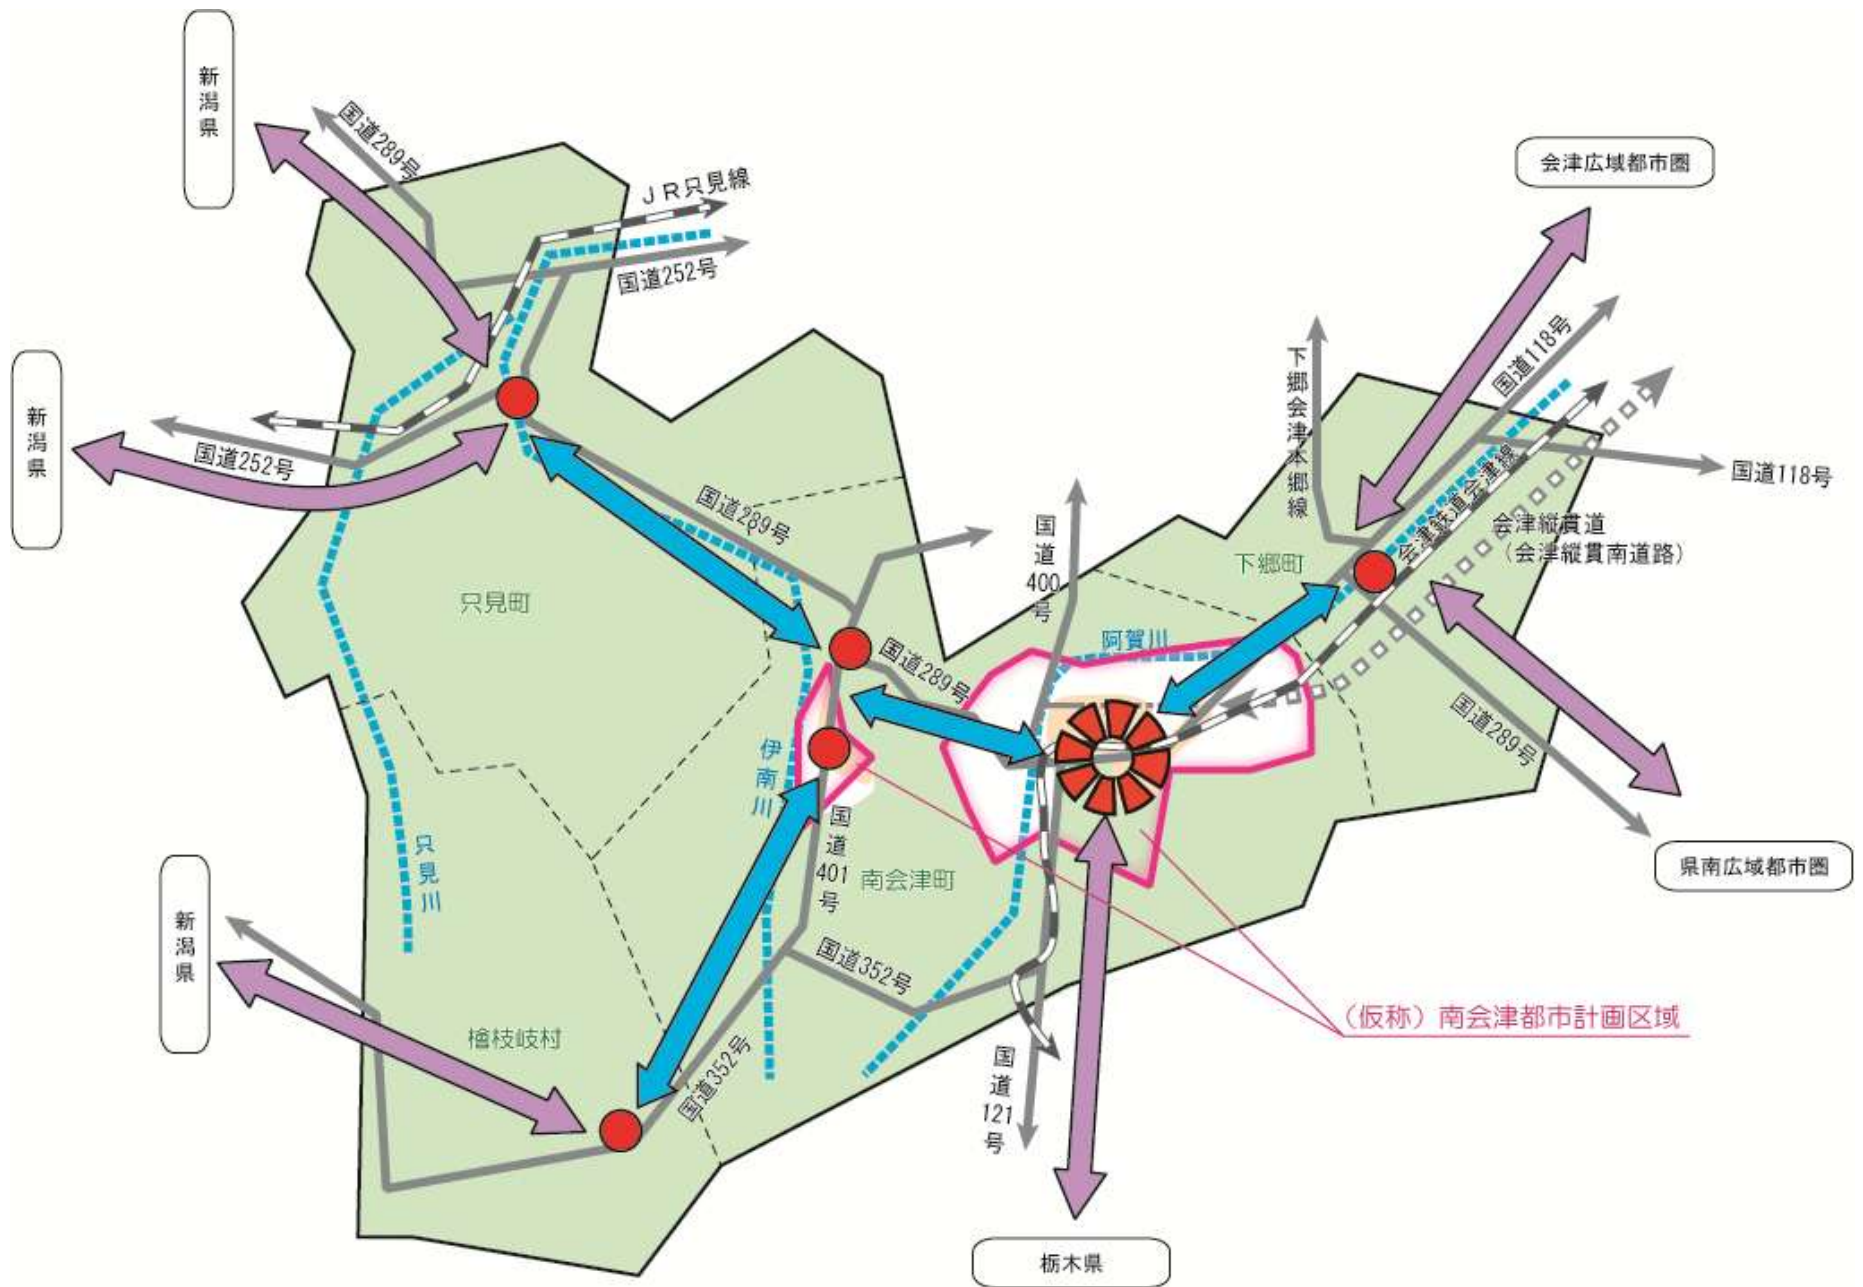 新潟県
国道289号
JR只見線
国道252号
会津広域都市圏
新潟県
国道252号
国道118号
下郷会津本郷線
国道118号
会津鉄道会津線
会津縦貫道
(会津縦貫南道路)
国道289号
国道400号
下郷町
只見町
阿賀川
国道289号
国道289号
伊南川
国道401号
只見川
南会津町
県南広域都市圏
新潟県
国道352号
(仮称)南会津都市計画区域
檜枝岐村
国道352号
国道121号
栃木県